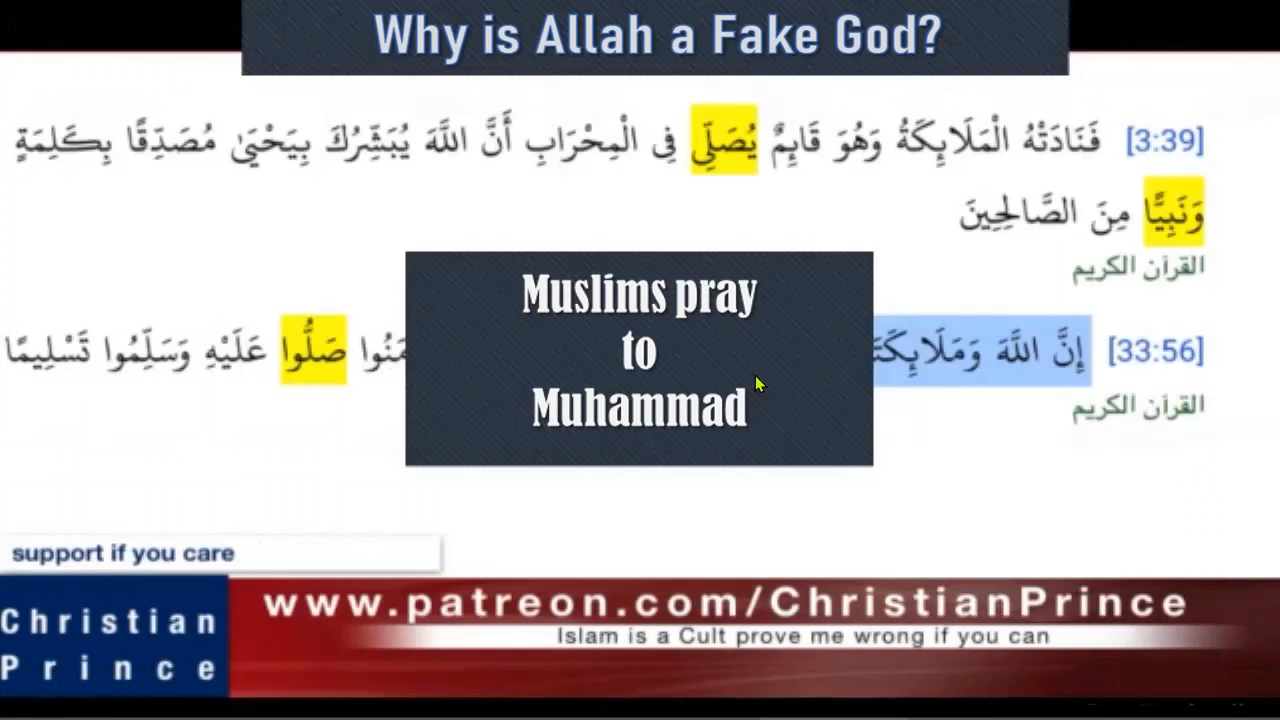 Why is Allah a Fake God?
[3:39] فَنَادَتْهُ الْمَلَائِكَةُ وَهُوَ قَائِمٌ يُصَلِّي فِي الْمِحْرَابِ أَنَّ اللَّهَ يُبَشِّرُكَ بِيَحْيَىٰ مُصَدِّقًا بِكَلِمَةٍ
وَنَبِيًّا مِنَ الصَّالِحِينَ
القرآن الكريم
Muslims pray
to
Muhammad
[33:56] إِنَّ اللَّهَ وَمَلَائِكَتَ مَنُوا صَلُّوا عَلَيْهِ وَسَلِّمُوا تَسْلِيمًا
القرآن الكريم
support if you care
Christian
Prince
www.patreon.com/ChristianPrince
Islam is a Cult prove me wrong if you can